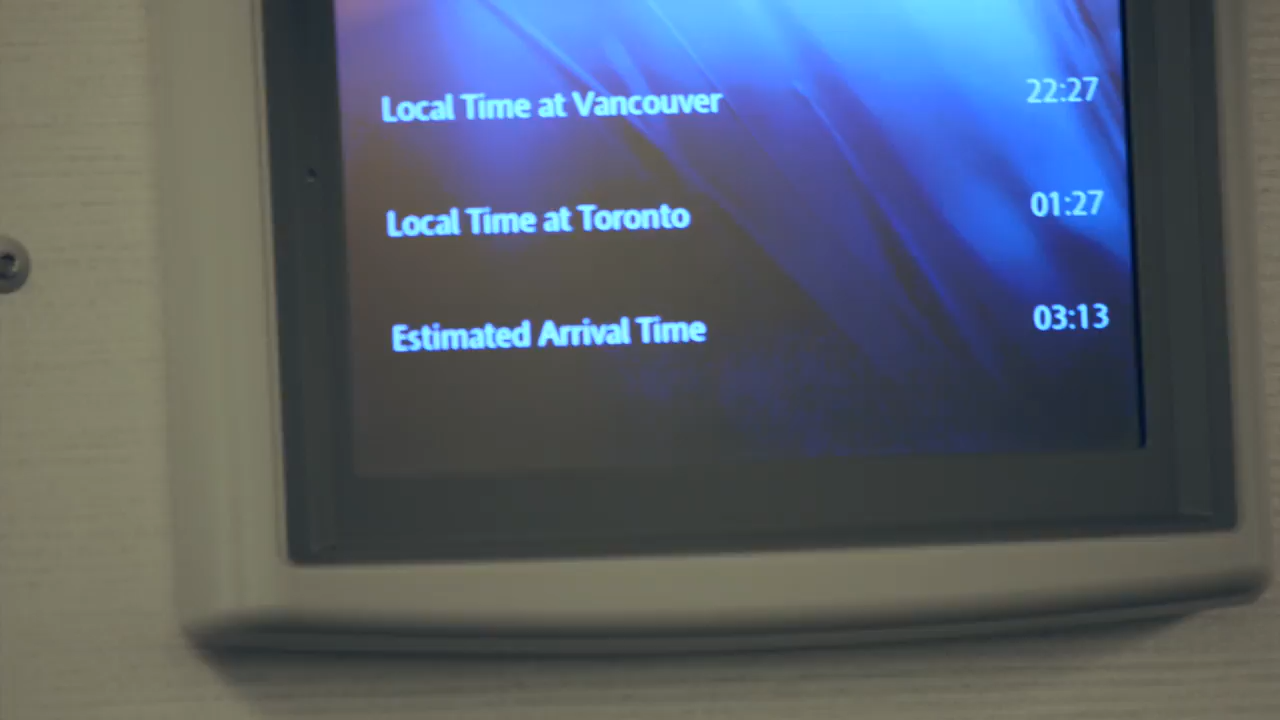 Local Time at Vancouver 22:27
Local Time at Toronto 01:27
Estimated Arrival Time 03:13